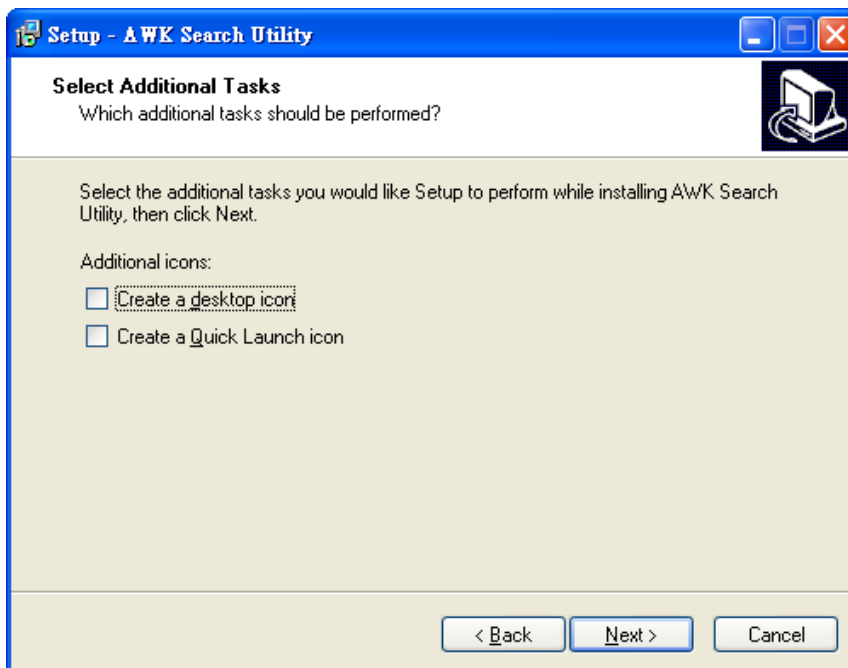 Setup - AWK Search Utility
Select Additional Tasks
Which additional tasks should be performed?
Select the additional tasks you would like Setup to perform while installing AWK Search
Utility, then click Next.
Additional icons:
Create a desktop icon
Create a Quick Launch icon
< Back Next > Cancel